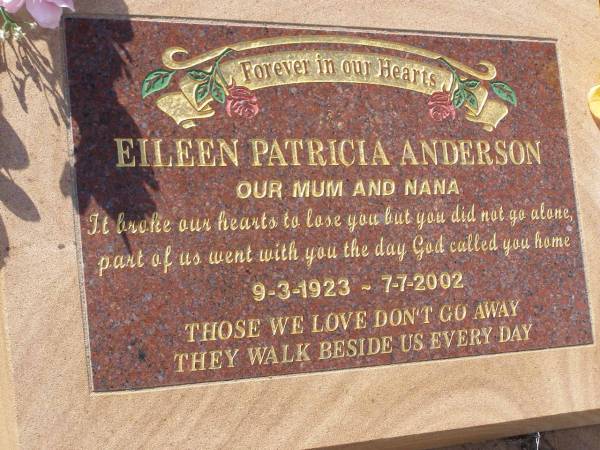 Forever in our Hearts
EILEEN PATRICIA ANDERSON
OUR MUM AND NANA
It broke our hearts to lose you but you did not go alone,
part of us went with you the day God called you home
9-3-1923 ~ 7-7-2002
THOSE WE LOVE DON'T GO AWAY
THEY WALK BESIDE US EVERY DAY